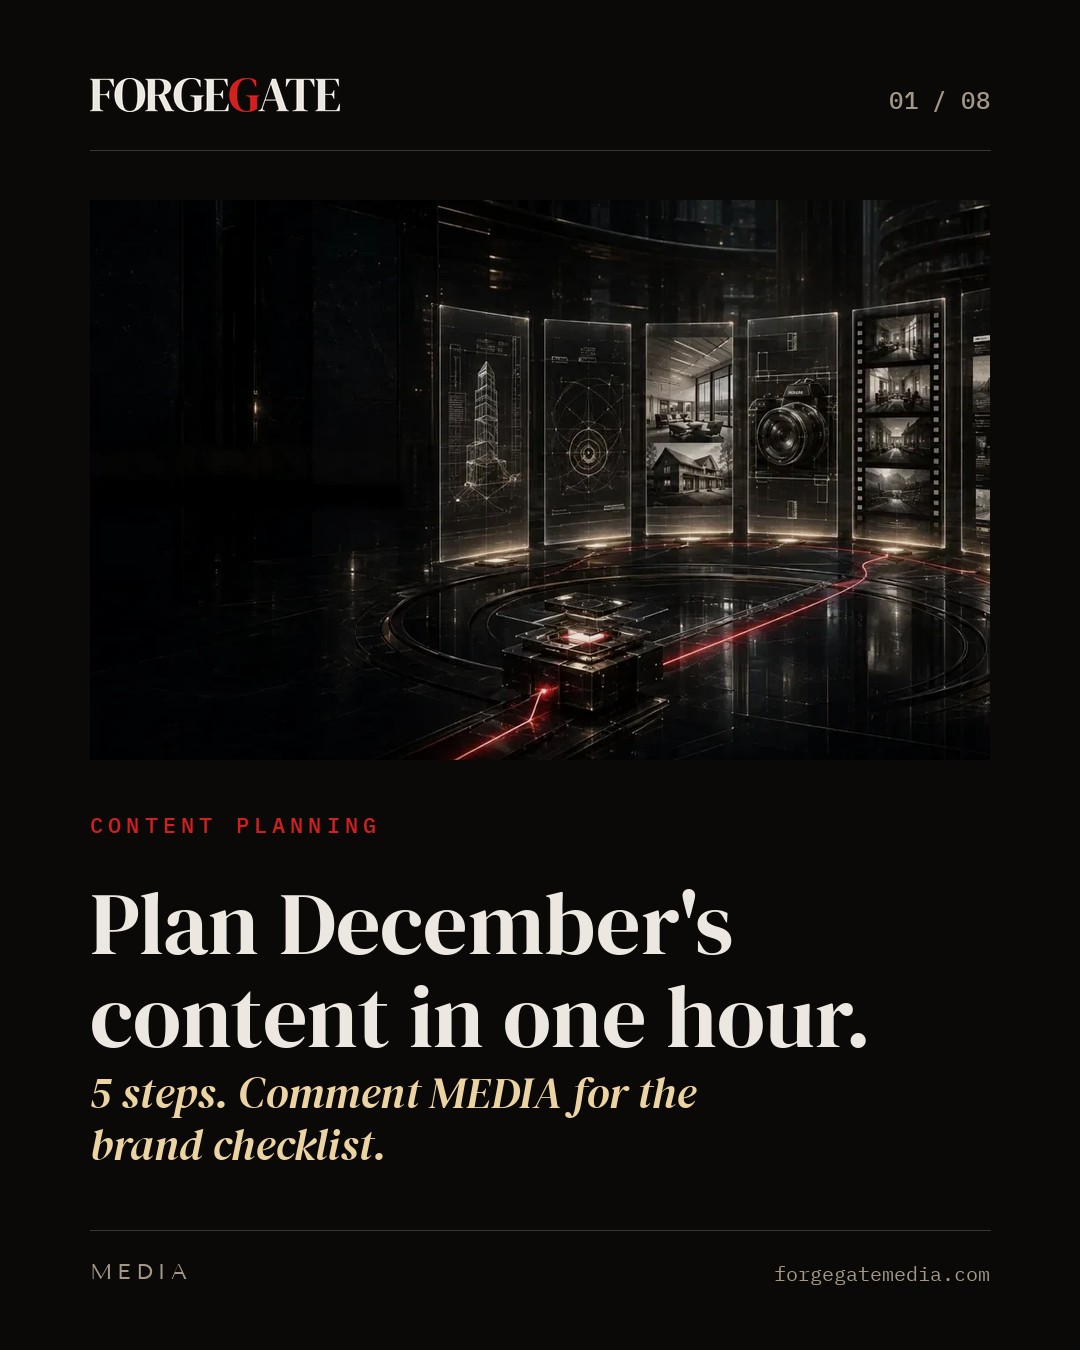 FORGEGATE
01 / 08
CONTENT PLANNING
Plan December's
content in one hour.
5 steps. Comment MEDIA for the
brand checklist.
MEDIA
forgegatemedia.com